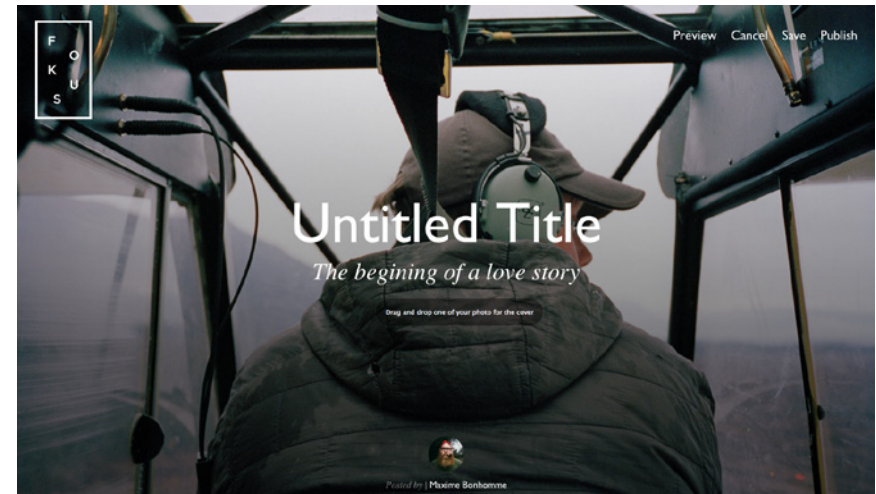 F
O
K
U
S
Preview Cancel Save Publish
Untitled Title
The begining of a love story
Drag and drop one of your photo for the cover
Posted by | Maxime Bonhomme